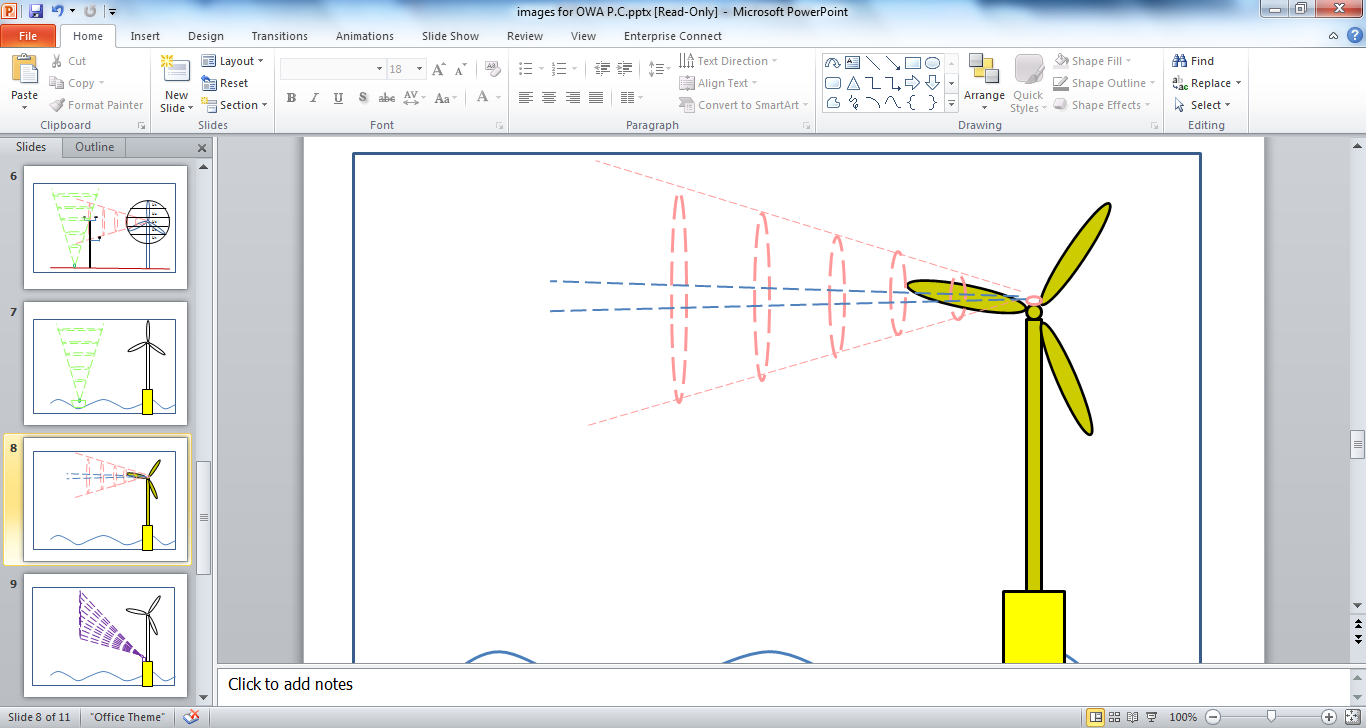 images for OWA P.C.pptx [Read-Only] - Microsoft PowerPoint
File Home Insert Design Transitions Animations Slide Show Review View Enterprise Connect
Paste
Cut
Copy
Format Painter
Clipboard
New Slide
Layout
Reset
Section
Slides
18
A A
B I U S abc AV Aa A
Font
Text Direction
Align Text
Convert to SmartArt
Paragraph
Arrange
Quick Styles
Shape Fill
Shape Outline
Shape Effects
Drawing
Find
Replace
Select
Editing
Slides Outline
6
7
8
9
Click to add notes
Slide 8 of 11 "Office Theme" 100%